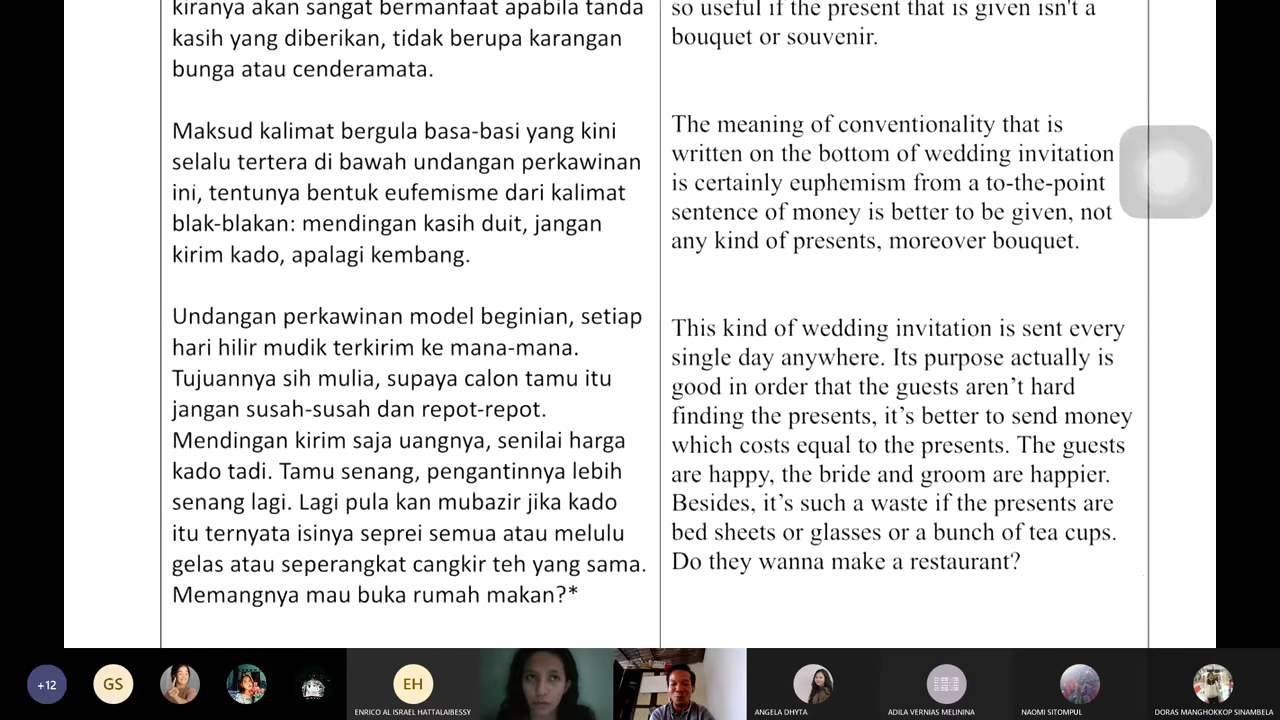 kiranya akan sangat bermanfaat apabila tanda
kasih yang diberikan, tidak berupa karangan
bunga atau cenderamata.
Maksud kalimat bergula basa-basi yang kini
selalu tertera di bawah undangan perkawinan
ini, tentunya bentuk eufemisme dari kalimat
blak-blakan: mendingan kasih duit, jangan
kirim kado, apalagi kembang.
Undangan perkawinan model beginian, setiap
hari hilir mudik terkirim ke mana-mana.
Tujuannya sih mulia, supaya calon tamu itu
jangan susah-susah dan repot-repot.
Mendingan kirim saja uangnya, senilai harga
kado tadi. Tamu senang, pengantinnya lebih
senang lagi. Lagi pula kan mubazir jika kado
itu ternyata isinya seprei semua atau melulu
gelas atau seperangkat cangkir teh yang sama.
Memangnya mau buka rumah makan?*
so useful if the present that is given isn't a
bouquet or souvenir.
The meaning of conventionality that is
written on the bottom of wedding invitation
is certainly euphemism from a to-the-point
sentence of money is better to be given, not
any kind of presents, moreover bouquet.
This kind of wedding invitation is sent every
single day anywhere. Its purpose actually is
good in order that the guests aren't hard
finding the presents, it's better to send money
which costs equal to the presents. The guests
are happy, the bride and groom are happier.
Besides, it's such a waste if the presents are
bed sheets or glasses or a bunch of tea cups.
Do they wanna make a restaurant?
+12
GS
EH
ENRICO AL ISRAEL HATTALAIBESSY
ANGELA DHYTA
ADILA VERNIAS MELININA
NAOMI SITOMPUL
DORAS MANGHOKKOP SINAMBELA